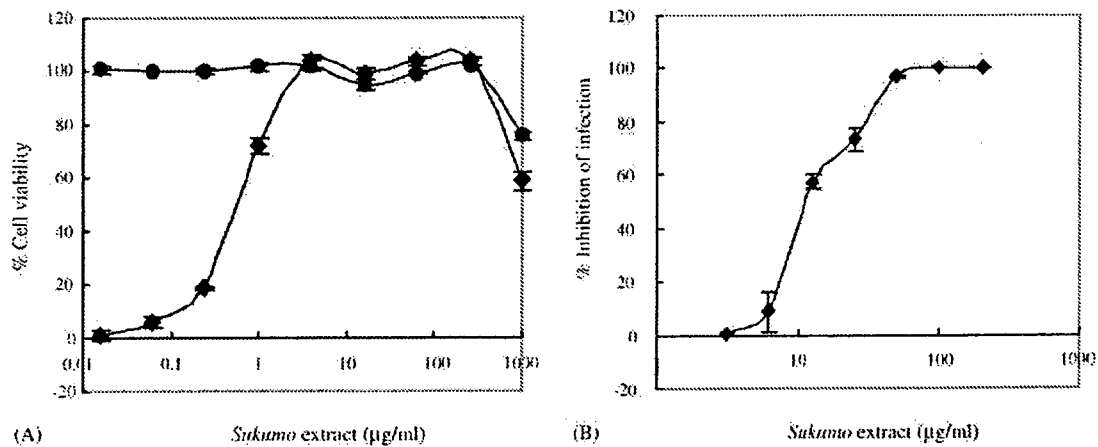 120
100
80
60
40
20
0
-20
% Cell viability
0.01 0.1 1 10 100 1000
(A) Sukumo extract (µg/ml)
120
100
80
60
40
20
0
-20
% Inhibition of infection
10 100 1000
(B) Sukumo extract (µg/ml)